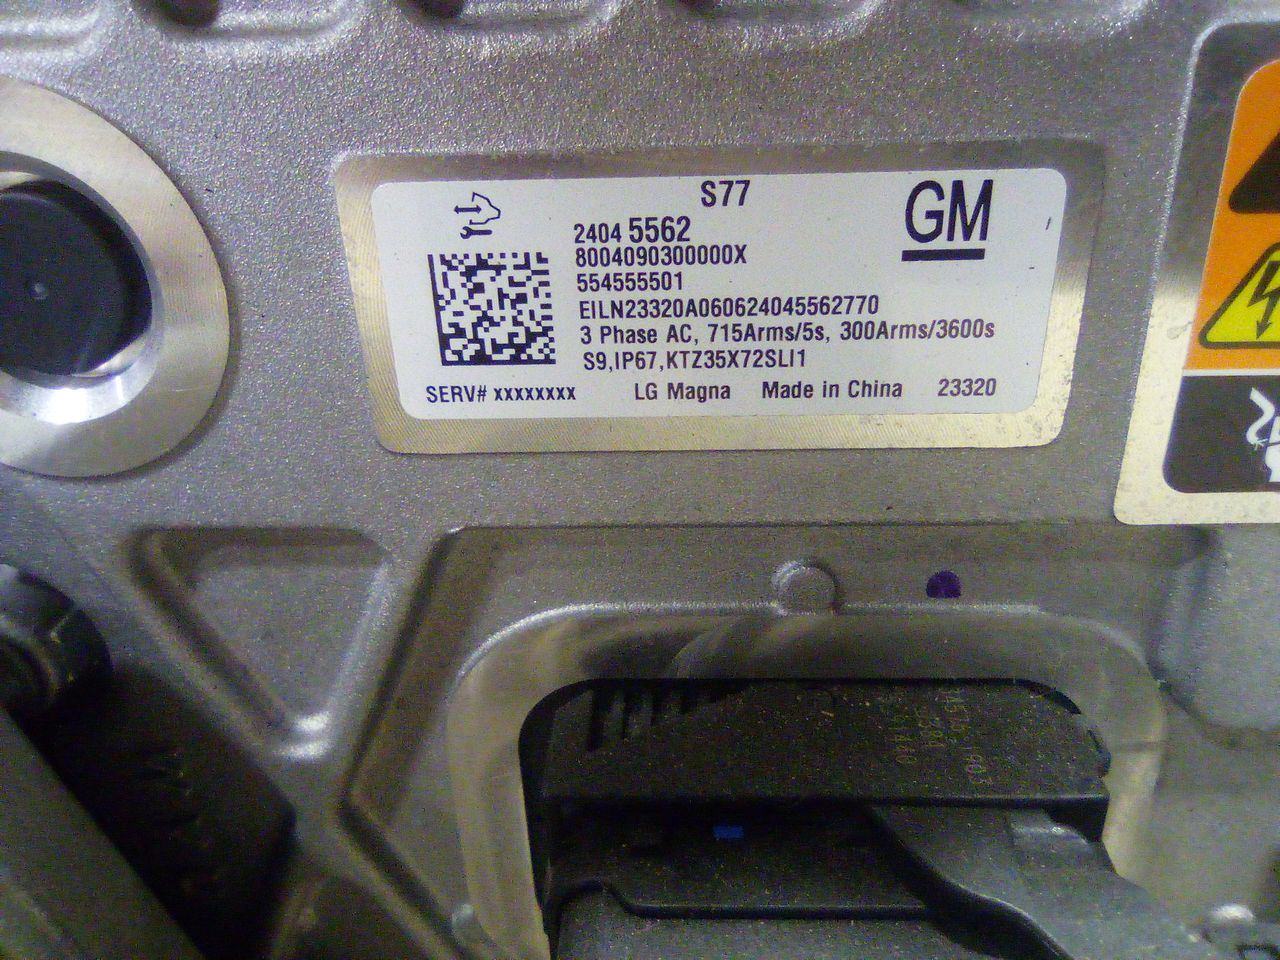 S77
GM
2404 5562
8004090300000X
554555501
EILN23320A060624045562770
3 Phase AC, 715Arms/5s, 300Arms/3600s
S9,IP67,KTZ35X72SLI1
SERV# xxxxxxxx LG Magna Made in China 23320